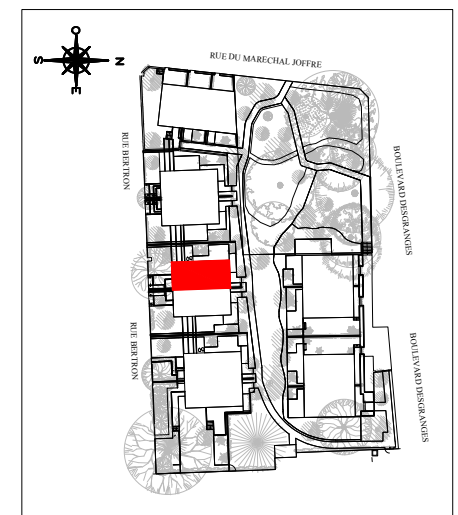 O
S
N
E
RUE DU MARECHAL JOFFRE
RUE BERTRON
BOULEVARD DESGRANGES
RUE BERTRON
BOULEVARD DESGRANGES